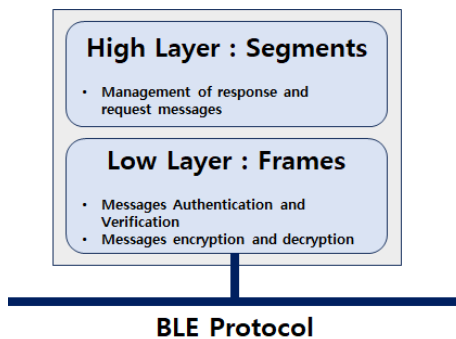 High Layer : Segments
• Management of response and
request messages
Low Layer : Frames
• Messages Authentication and
Verification
• Messages encryption and decryption
BLE Protocol